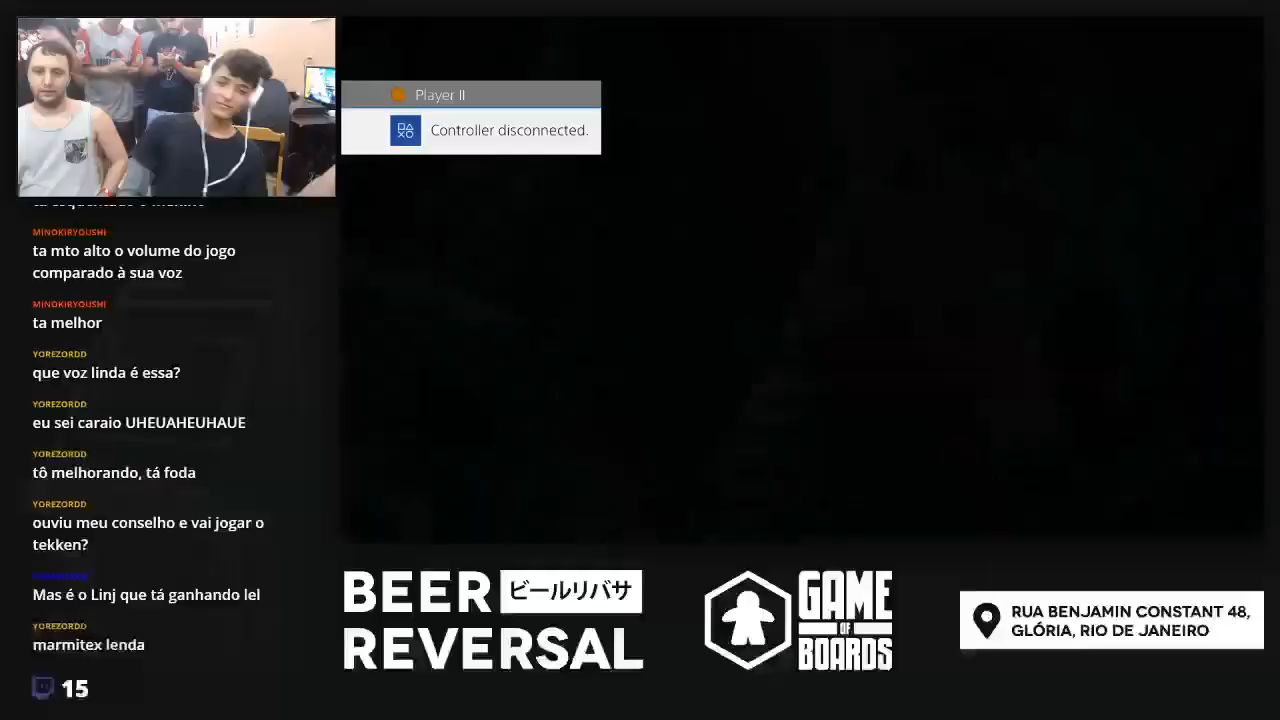 Player II
Controller disconnected.
MINOKIRYOUSHI
ta mto alto o volume do jogo
comparado à sua voz
MINOKIRYOUSHI
ta melhor
YOREZORDD
que voz linda é essa?
YOREZORDD
eu sei caraio UHEUAHEUHAUE
YOREZORDD
tô melhorando, tá foda
YOREZORDD
ouviu meu conselho e vai jogar o
tekken?
Mas é o Linj que tá ganhando lel
YOREZORDD
marmitex lenda
15
BEER ビールリバサ
REVERSAL
GAME
OF
BOARDS
RUA BENJAMIN CONSTANT 48,
GLÓRIA, RIO DE JANEIRO